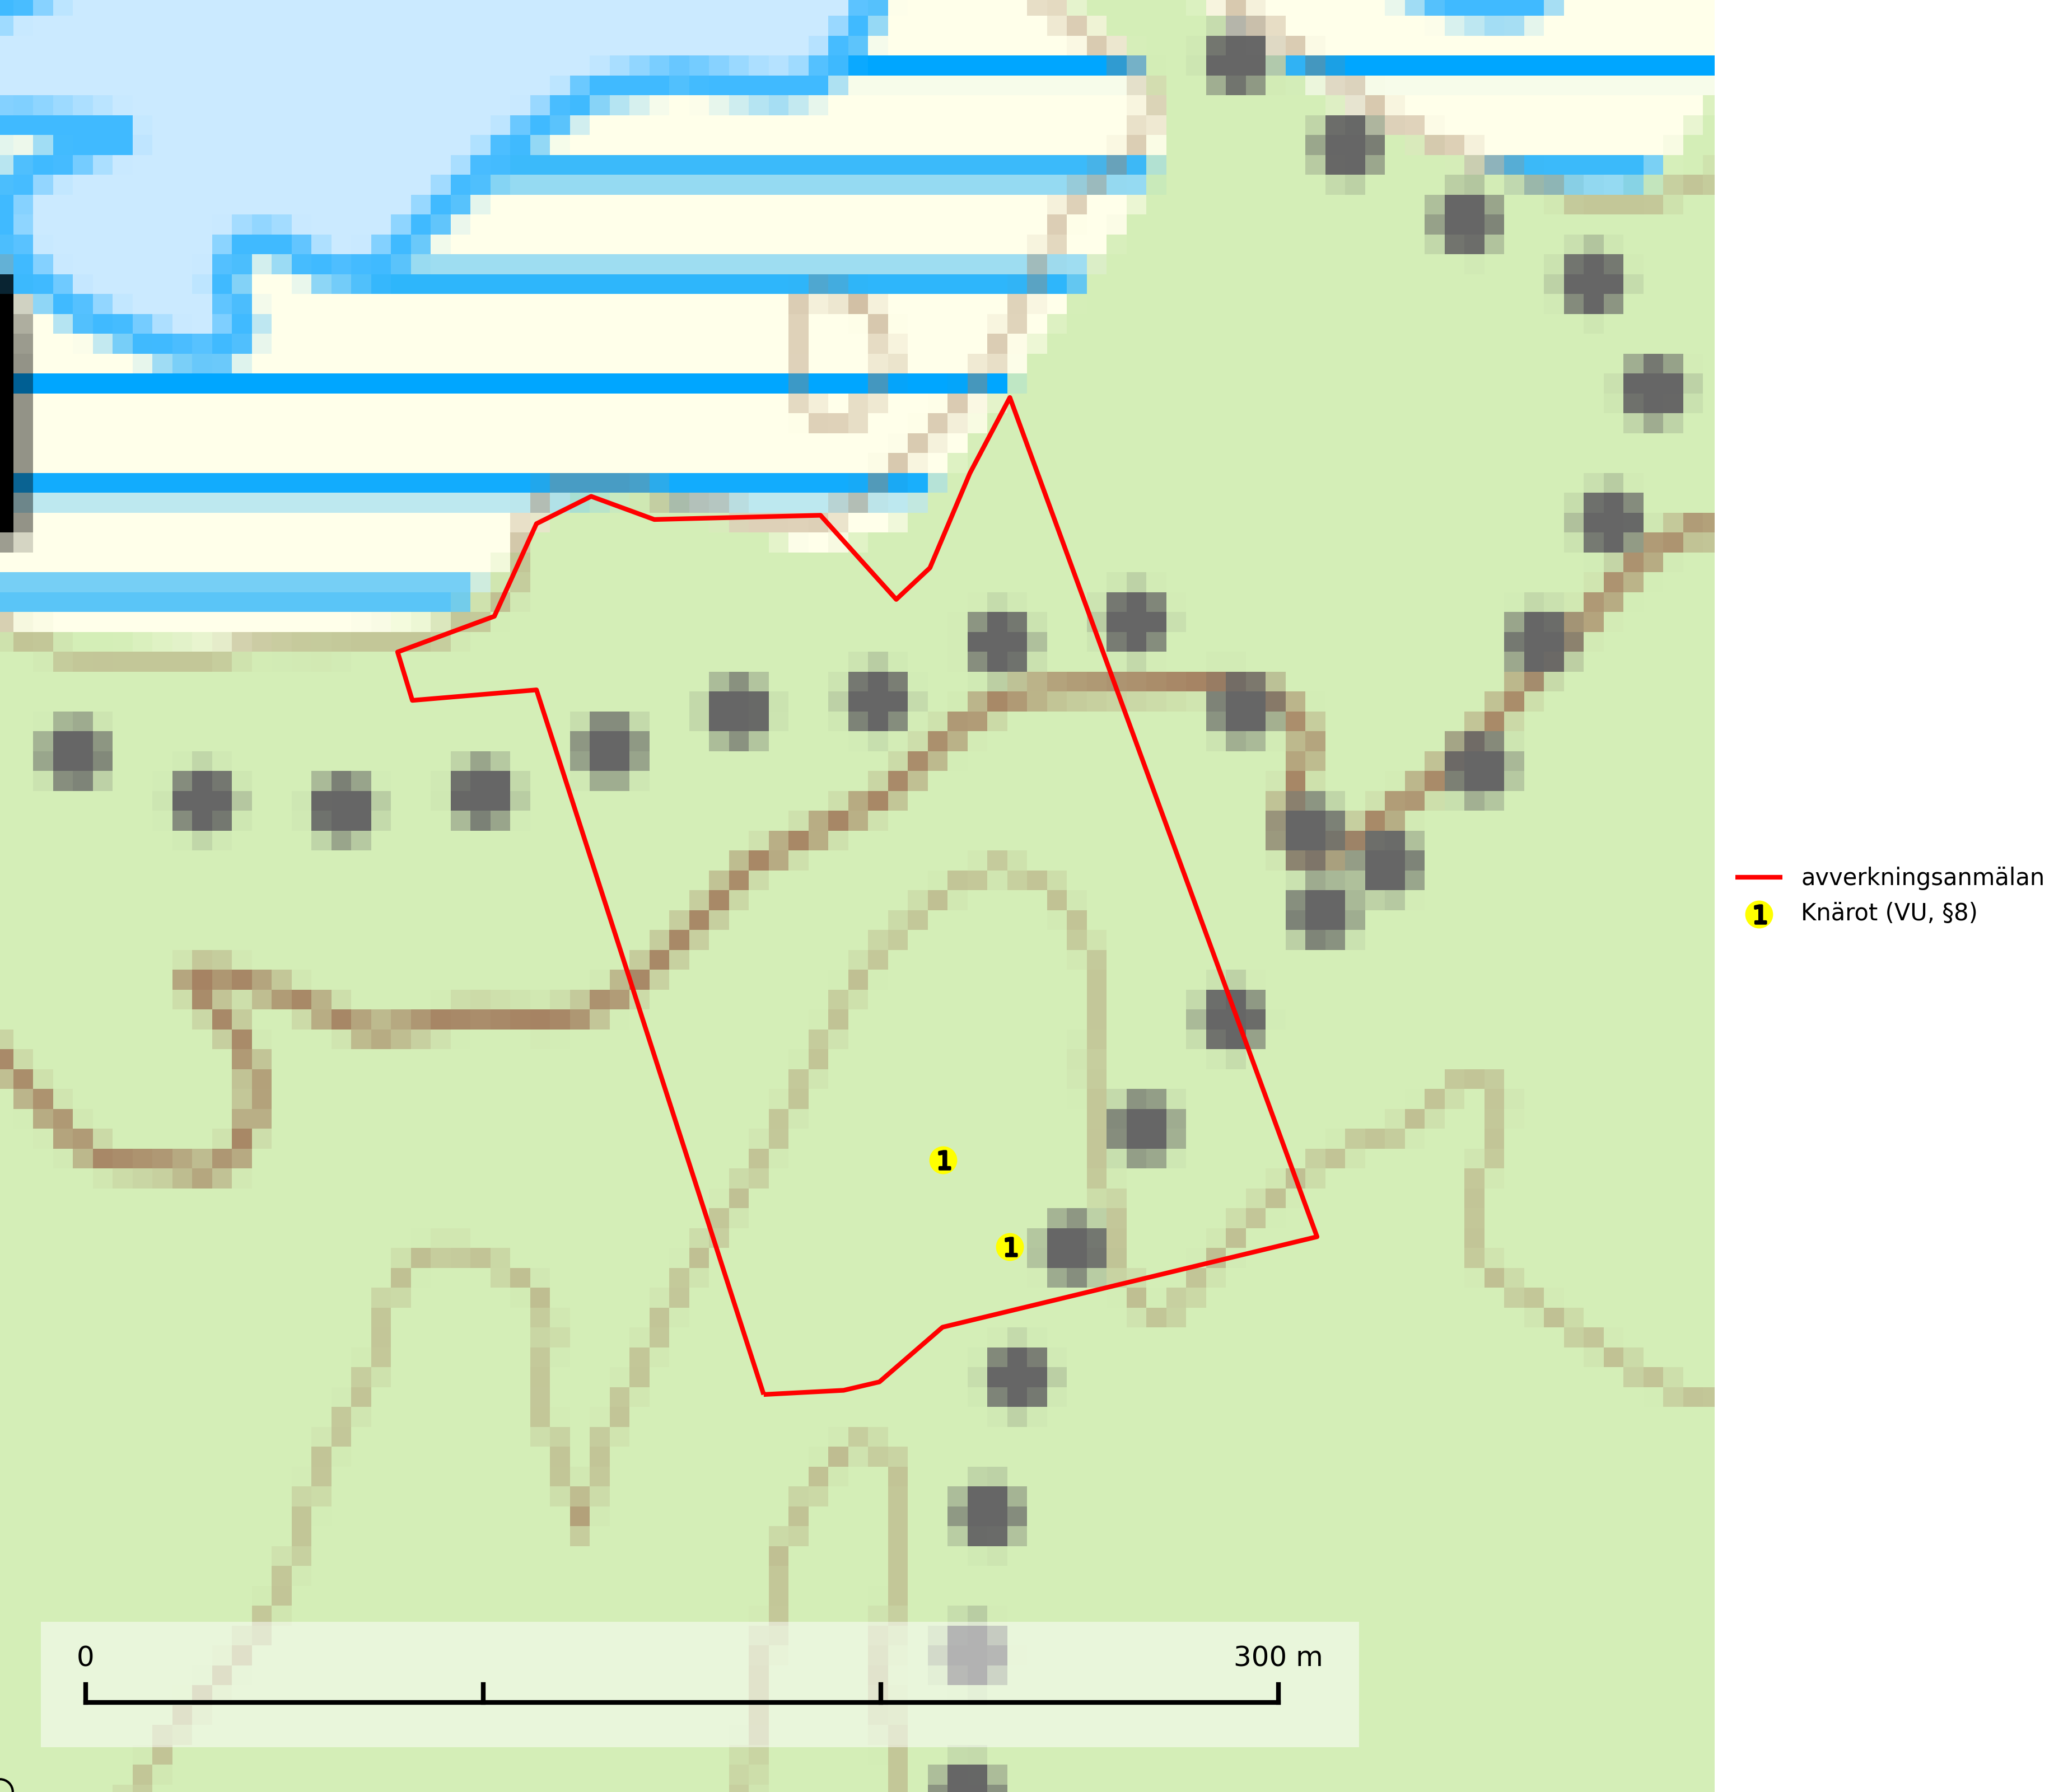 avverkningsanmälan
1 Knärot (VU, §8)
1
1
0 300 m